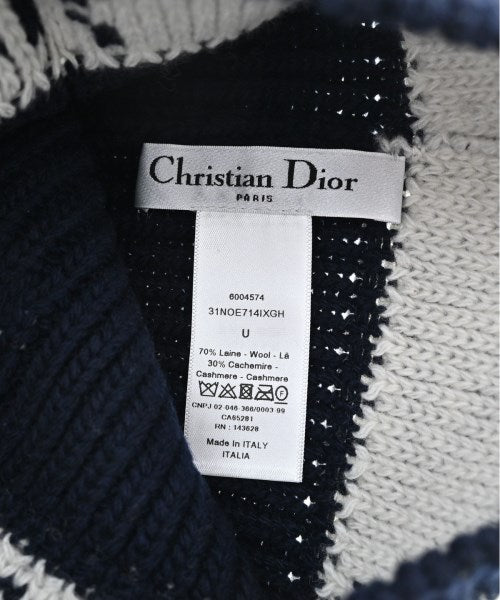 Christian Dior
PARIS
6004574
31NOE714IXGH
U
70% Laine - Wool - Lã
30% Cachemire -
Cashmere - Cashmere
F
CNPJ 02-046-366/0003-99
CA65281
RN : 143628
Made In ITALY
ITALIA